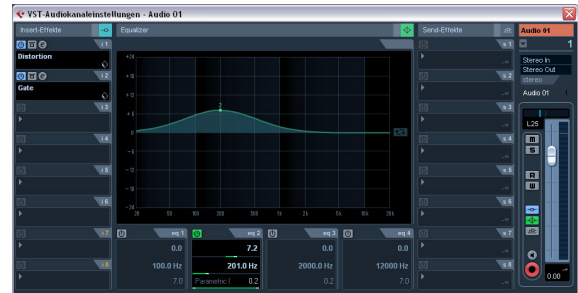 VST-Audiokanaleinstellungen - Audio 01
Insert-Effekte
Equalizer
Send-Effekte
Audio 01
i 1
Distortion
i 2
Gate
i 3
i 4
i 5
i 6
i 7
i 8
+24
+18
+12
+6
0
-6
-12
-18
-24
2
20
50
100
200
500
1k
2k
5k
10k
20k
eq 1
eq 2
eq 3
eq 4
0.0
7.2
0.0
0.0
100.0 Hz
201.0 Hz
2000.0 Hz
12000 Hz
7.0
Parametric I
0.2
0.2
7.0
s 1
s 2
s 3
s 4
s 5
s 6
s 7
s 8
1
Stereo In
Stereo Out
stereo
Audio 01
L25
m
S
R
W
e
0.00
-∞